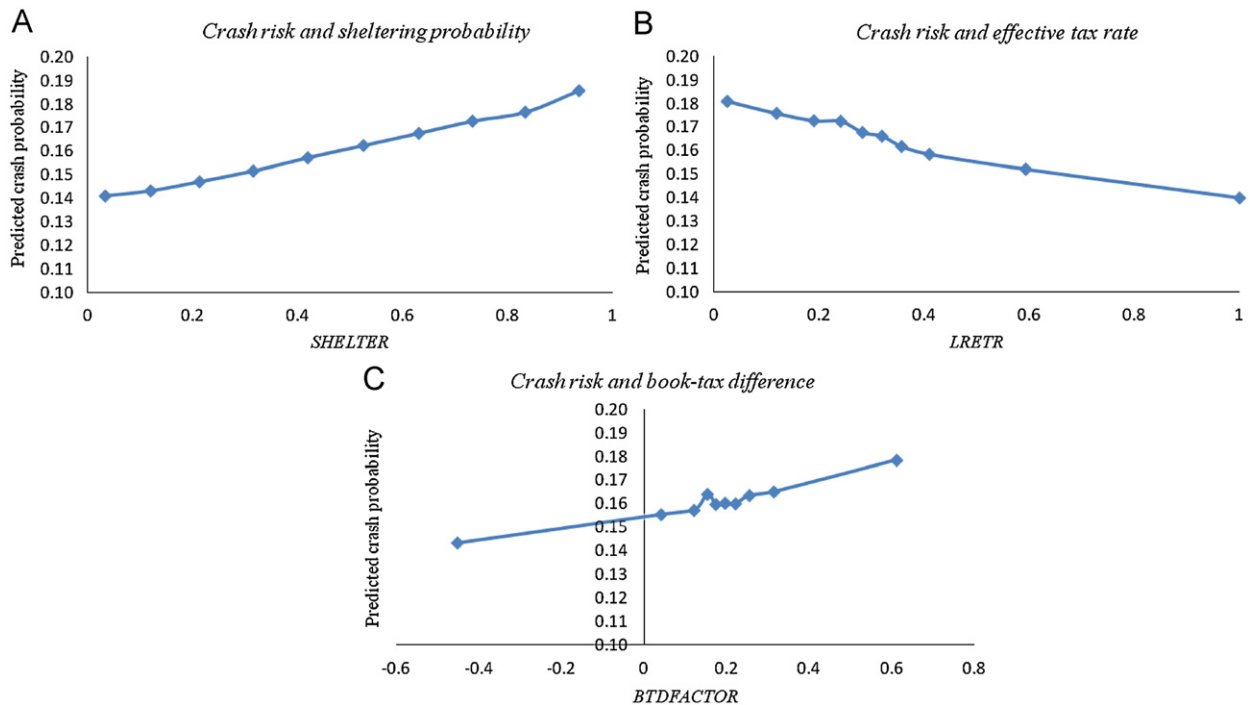 A
Crash risk and sheltering probability
Predicted crash probability
0.20
0.19
0.18
0.17
0.16
0.15
0.14
0.13
0.12
0.11
0.10
0 0.2 0.4 0.6 0.8 1
SHELTER
B
Crash risk and effective tax rate
Predicted crash probability
0.20
0.19
0.18
0.17
0.16
0.15
0.14
0.13
0.12
0.11
0.10
0 0.2 0.4 0.6 0.8 1
LRETR
C
Crash risk and book-tax difference
Predicted crash probability
0.20
0.19
0.18
0.17
0.16
0.15
0.14
0.13
0.12
0.11
0.10
-0.6 -0.4 -0.2 0 0.2 0.4 0.6 0.8
BTDFACTOR